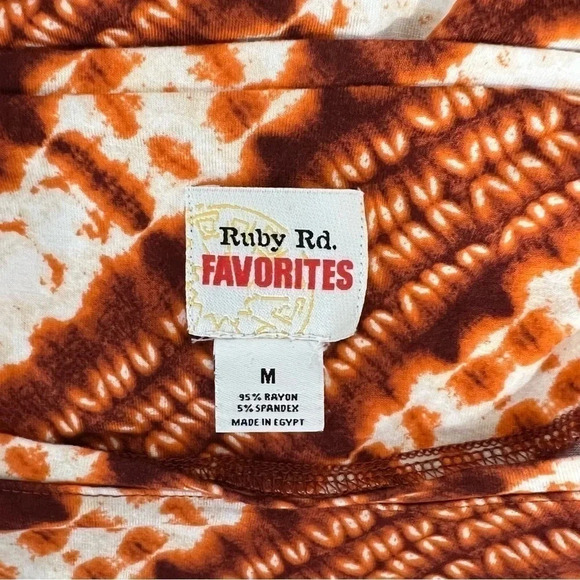 Ruby Rd.
FAVORITES
M
95% RAYON
5% SPANDEX
MADE IN EGYPT